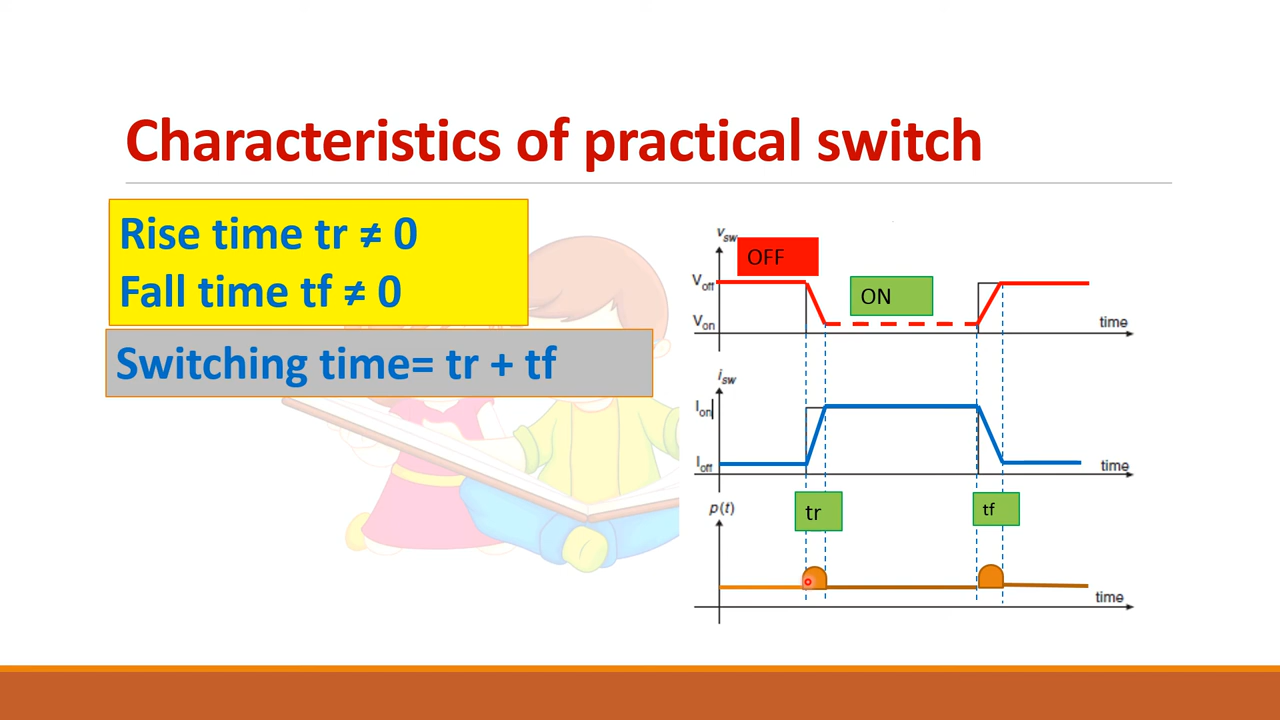 Characteristics of practical switch
Rise time tr ≠ 0
Fall time tf ≠ 0
Switching time= tr + tf
vsw
OFF
Voff
ON
Von
time
isw
Ion
Ioff
time
tr
tf
p(t)
time